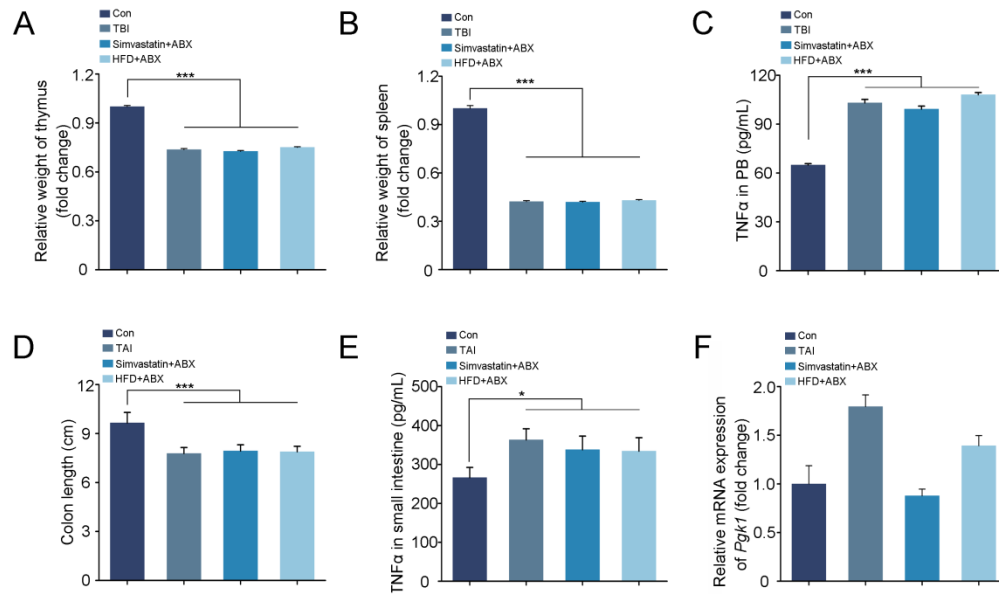 A
Con
TBI
Simvastatin+ABX
HFD+ABX
Relative weight of thymus
(fold change)
1.2
0.9
0.6
0.3
0
***
B
Con
TBI
Simvastatin+ABX
HFD+ABX
Relative weight of spleen
(fold change)
1.2
0.9
0.6
0.3
0
***
C
Con
TBI
Simvastatin+ABX
HFD+ABX
TNFα in PB (pg/mL)
120
90
60
30
0
***
D
Con
TAI
Simvastatin+ABX
HFD+ABX
Colon length (cm)
12
9
6
3
0
***
E
Con
TAI
Simvastatin+ABX
HFD+ABX
TNFα in small intestine (pg/mL)
500
400
300
200
100
0
*
F
Con
TAI
Simvastatin+ABX
HFD+ABX
Relative mRNA expression
of Pgk1 (fold change)
2.0
1.5
1.0
0.5
0.0